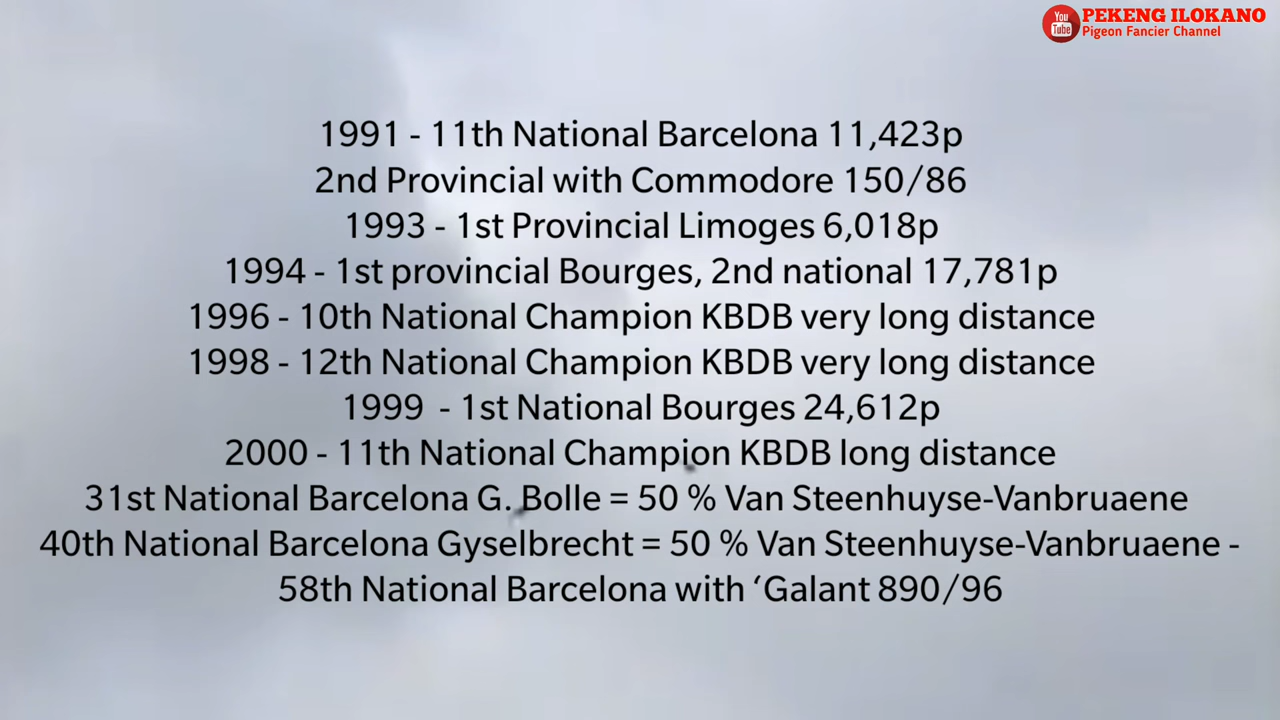 You
Tube
PEKENG ILOKANO
Pigeon Fancier Channel
1991 - 11th National Barcelona 11,423p
2nd Provincial with Commodore 150/86
1993 - 1st Provincial Limoges 6,018p
1994 - 1st provincial Bourges, 2nd national 17,781p
1996 - 10th National Champion KBDB very long distance
1998 - 12th National Champion KBDB very long distance
1999  - 1st National Bourges 24,612p
2000 - 11th National Champion KBDB long distance
31st National Barcelona G. Bolle = 50 % Van Steenhuyse-Vanbruaene
40th National Barcelona Gyselbrecht = 50 % Van Steenhuyse-Vanbruaene -
58th National Barcelona with ‘Galant 890/96